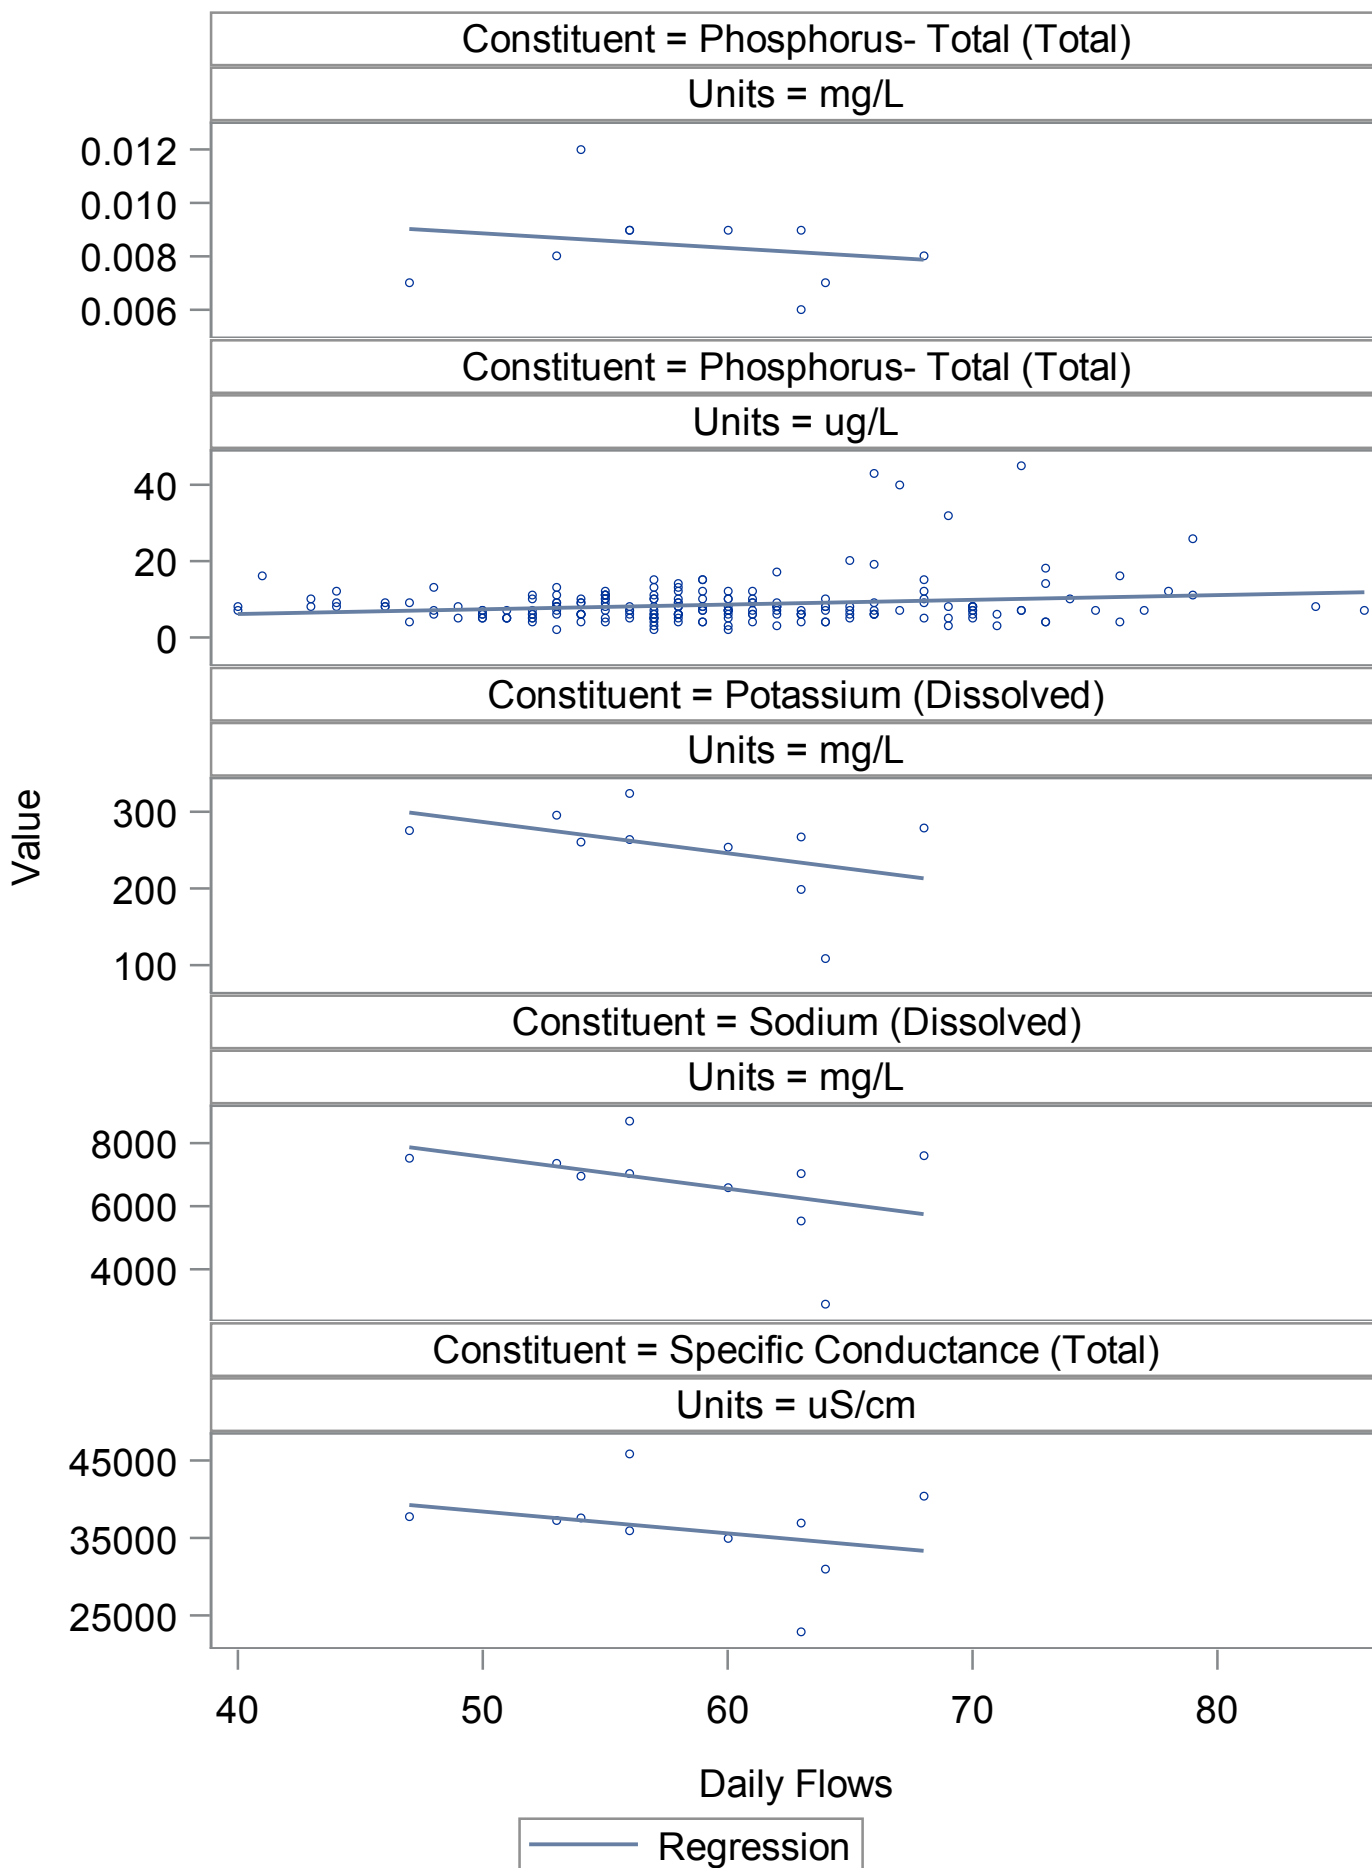 Constituent = Phosphorus- Total (Total)
Units = mg/L
0.012
0.010
0.008
0.006
Constituent = Phosphorus- Total (Total)
Units = ug/L
40
20
0
Constituent = Potassium (Dissolved)
Units = mg/L
300
200
100
Value
Constituent = Sodium (Dissolved)
Units = mg/L
8000
6000
4000
Constituent = Specific Conductance (Total)
Units = uS/cm
45000
35000
25000
40 50 60 70 80
Daily Flows
Regression